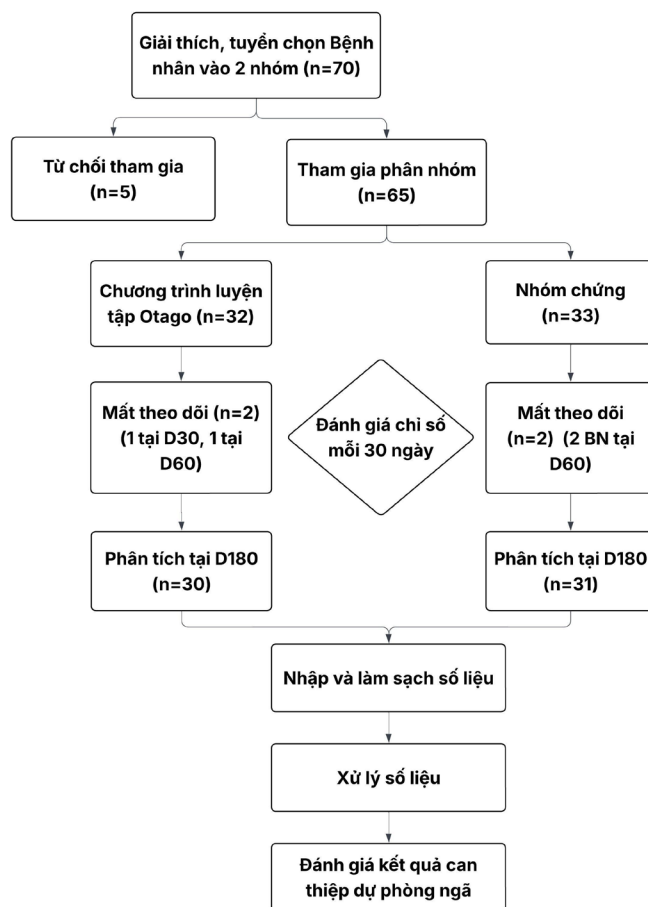 Giải thích, tuyển chọn Bệnh
nhân vào 2 nhóm (n=70)
Từ chối tham gia
(n=5)
Tham gia phân nhóm
(n=65)
Chương trình luyện
tập Otago (n=32)
Nhóm chứng
(n=33)
Mất theo dõi (n=2)
(1 tại D30, 1 tại
D60)
Đánh giá chỉ số
mỗi 30 ngày
Mất theo dõi
(n=2) (2 BN tại
D60)
Phân tích tại D180
(n=30)
Phân tích tại D180
(n=31)
Nhập và làm sạch số liệu
Xử lý số liệu
Đánh giá kết quả can
thiệp dự phòng ngã